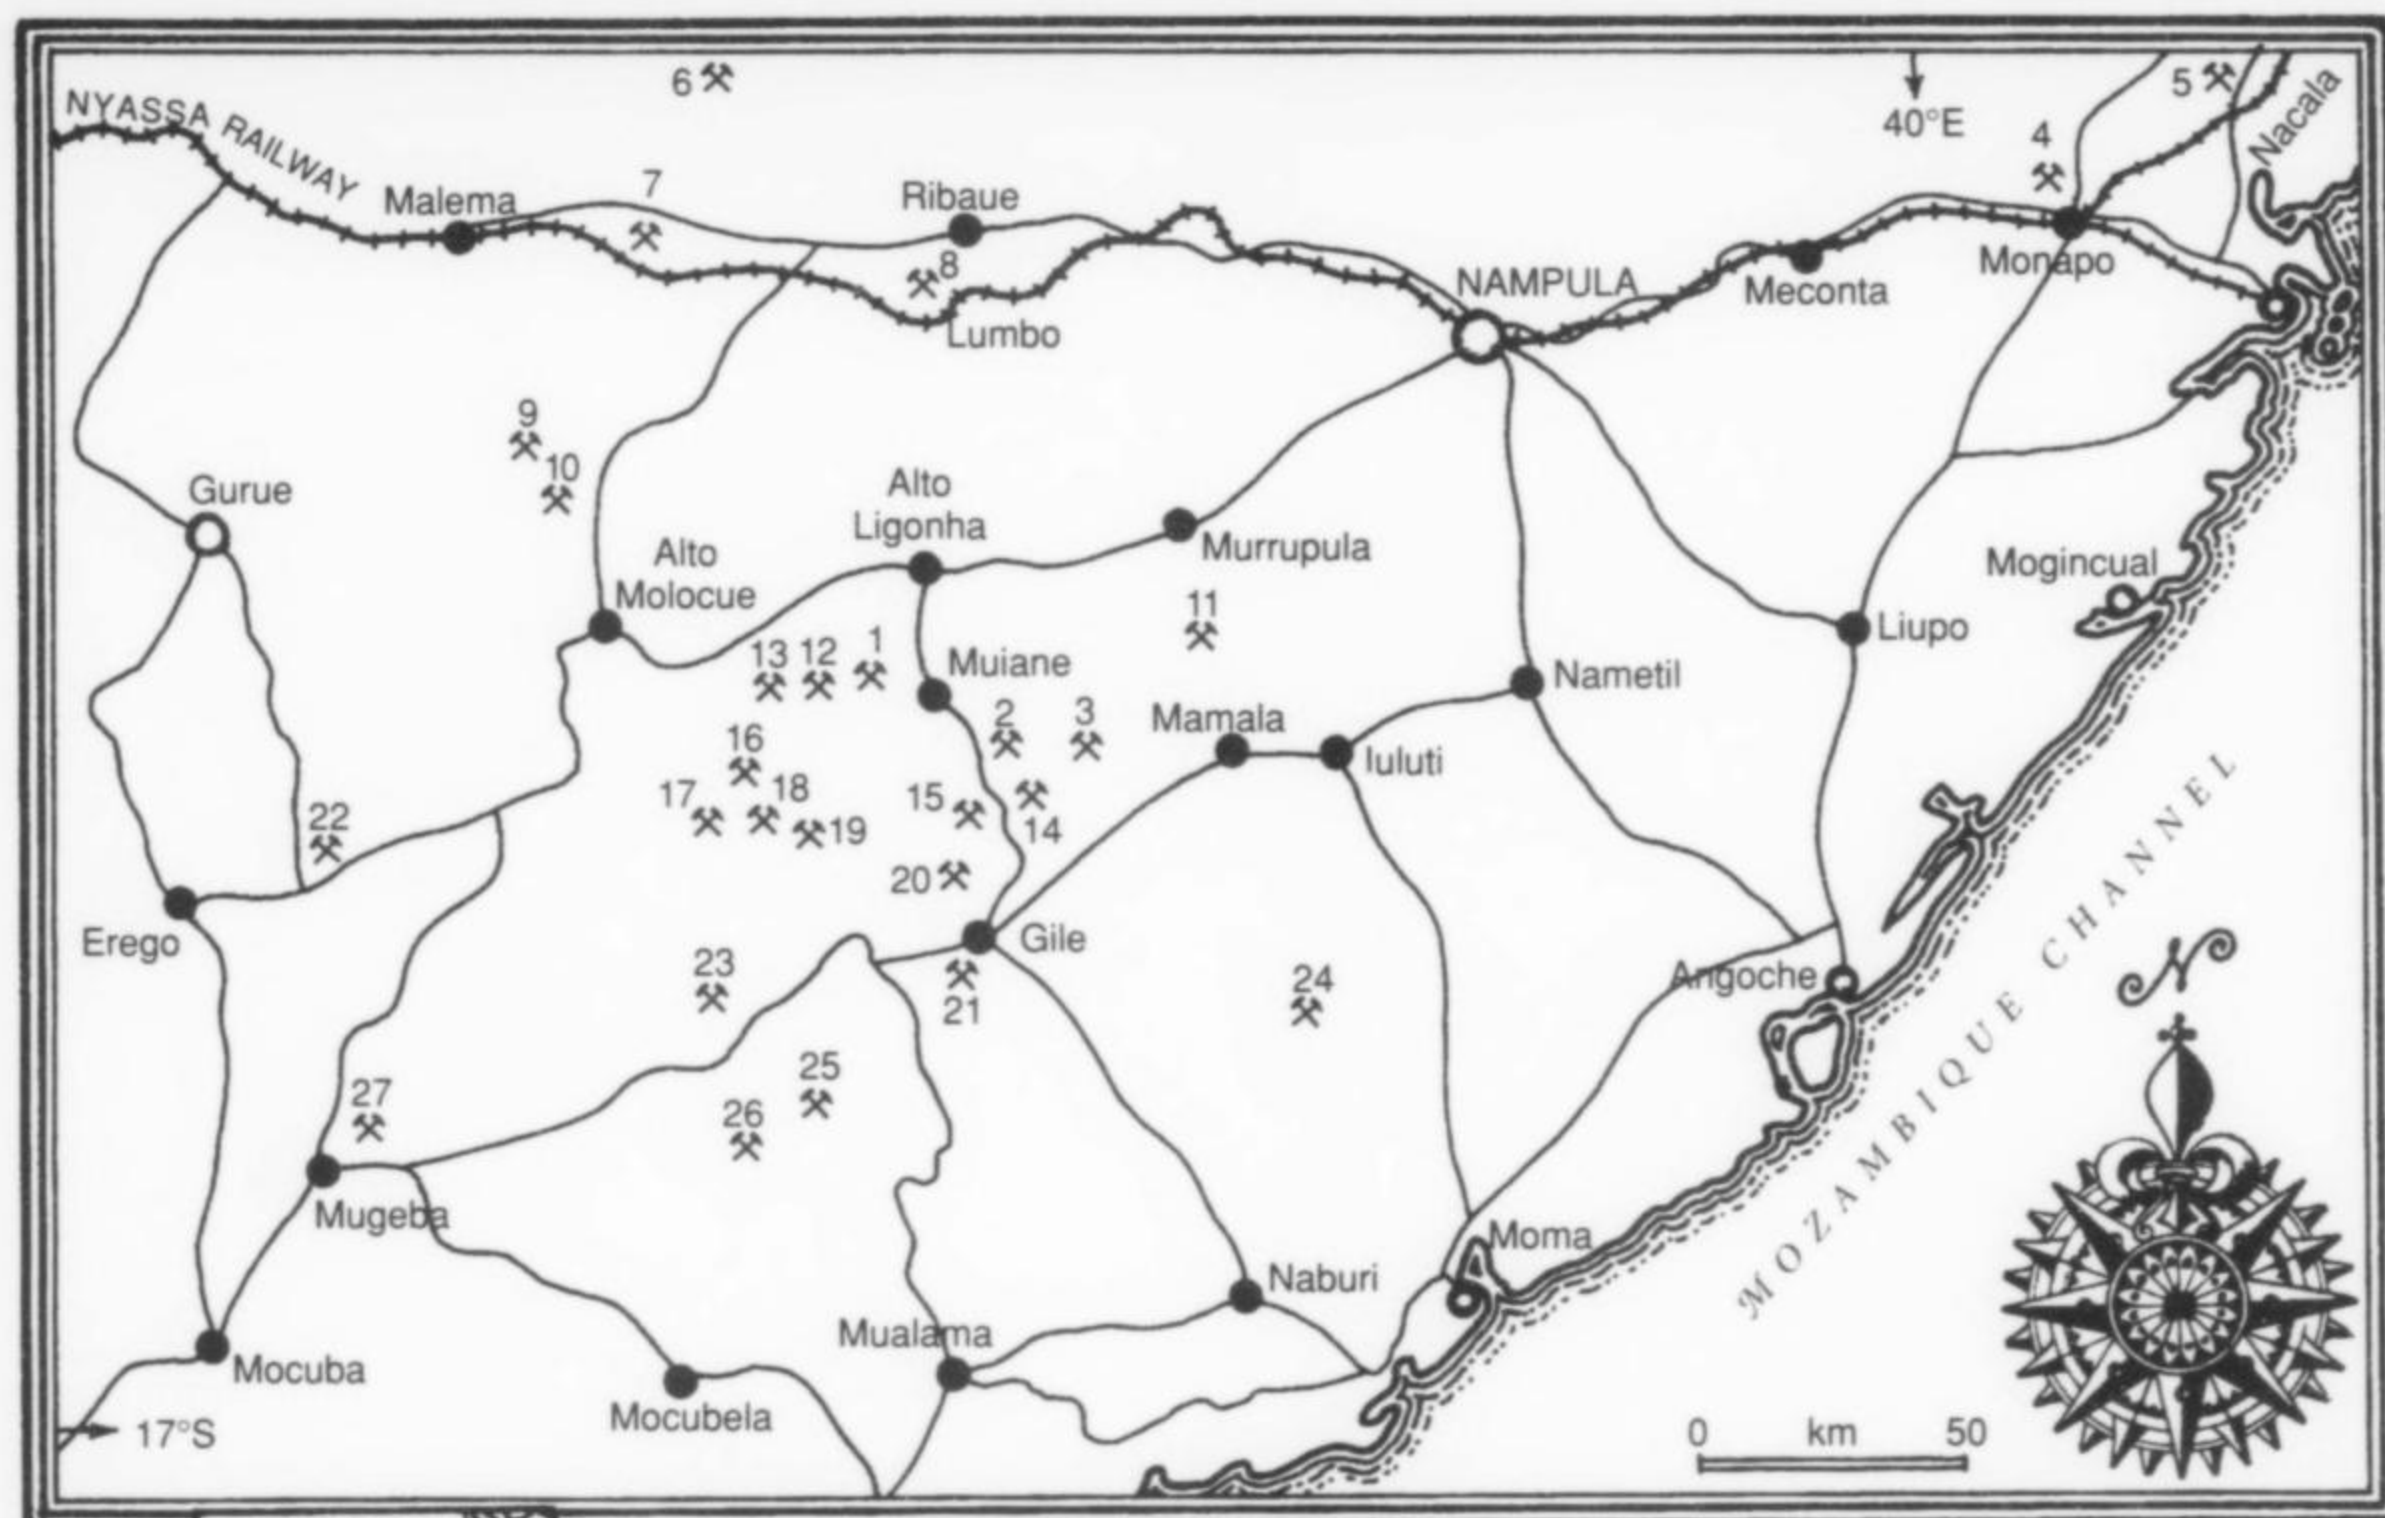 6
5
NYASSA RAILWAY
Nacala
40°E
4
7
Malema
Ribaue
8
Lumbo
NAMPULA
Meconta
Monapo
9
10
Gurue
Alto
Ligonha
Murrupula
Alto
Molocue
Mogincual
11
Liupo
13
12
1
Muiane
Nametil
2
3
Mamala
Iuluti
16
17
18
19
15
14
22
20
Erego
Gile
21
23
24
Angoche
MOZAMBIQUE CHANNEL
N
25
26
27
Mugeba
Moma
Naburi
Mualama
Mocuba
Mocubela
17°S
0 km 50